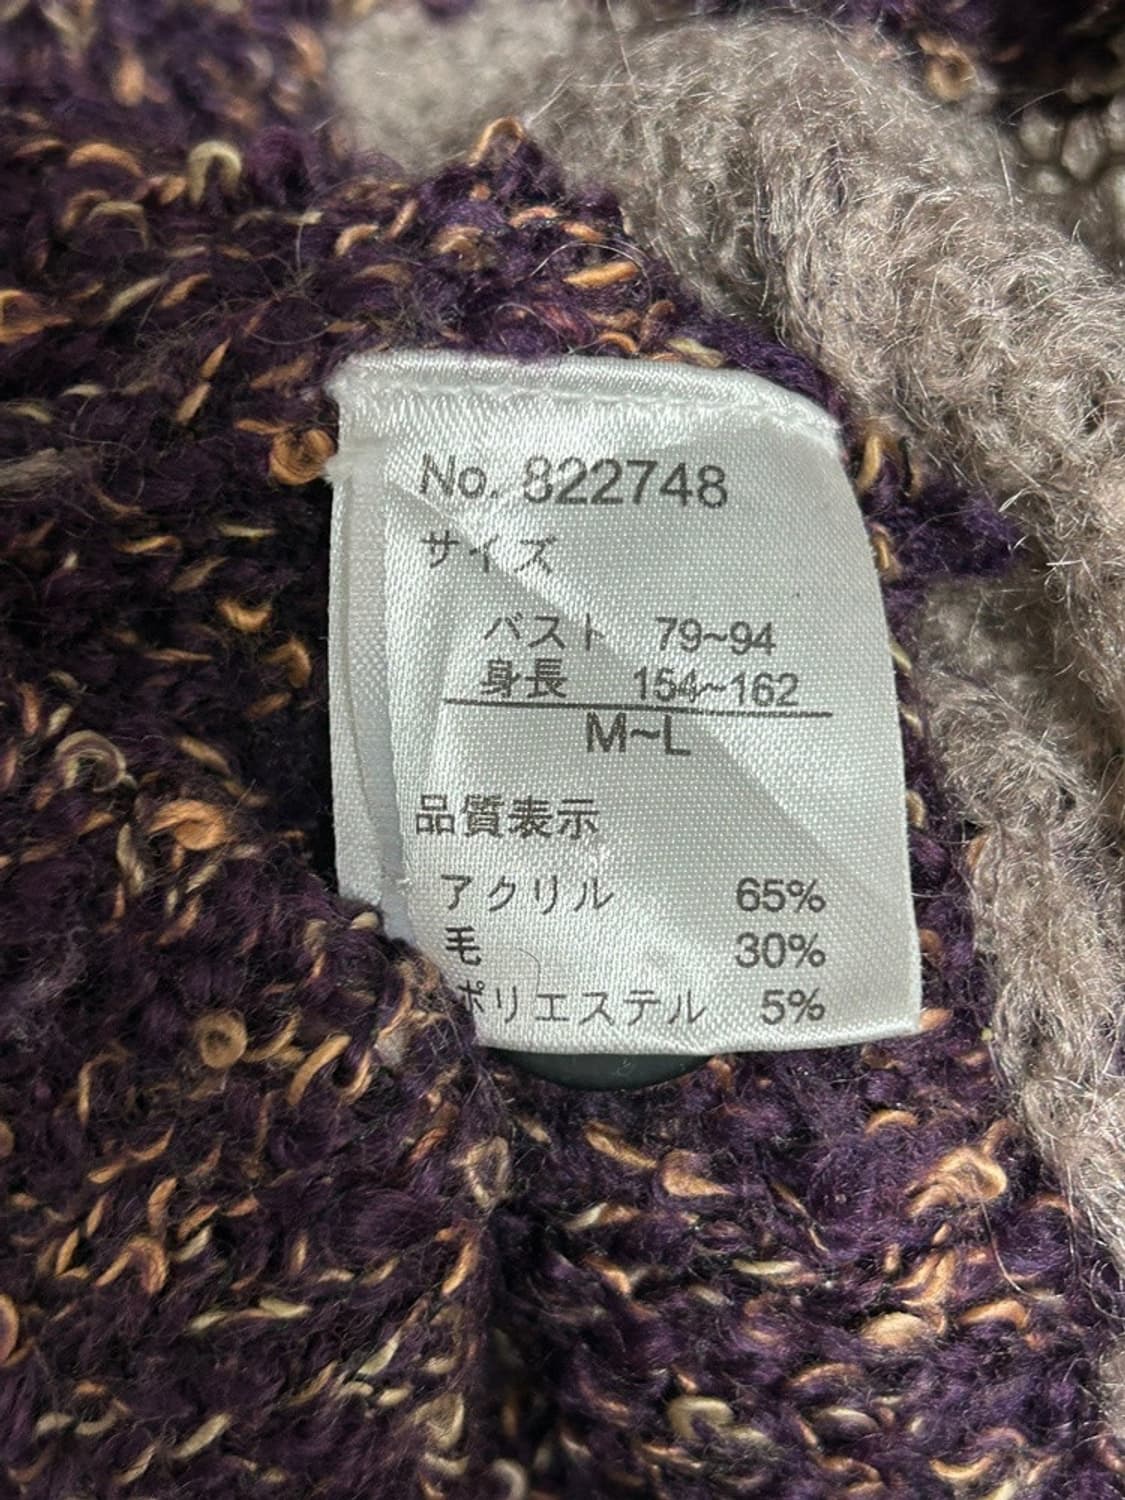 No. 822748
サイズ
バスト 79~94
身長 154~162
M~L
品質表示
アクリル 65%
毛 30%
ポリエステル 5%